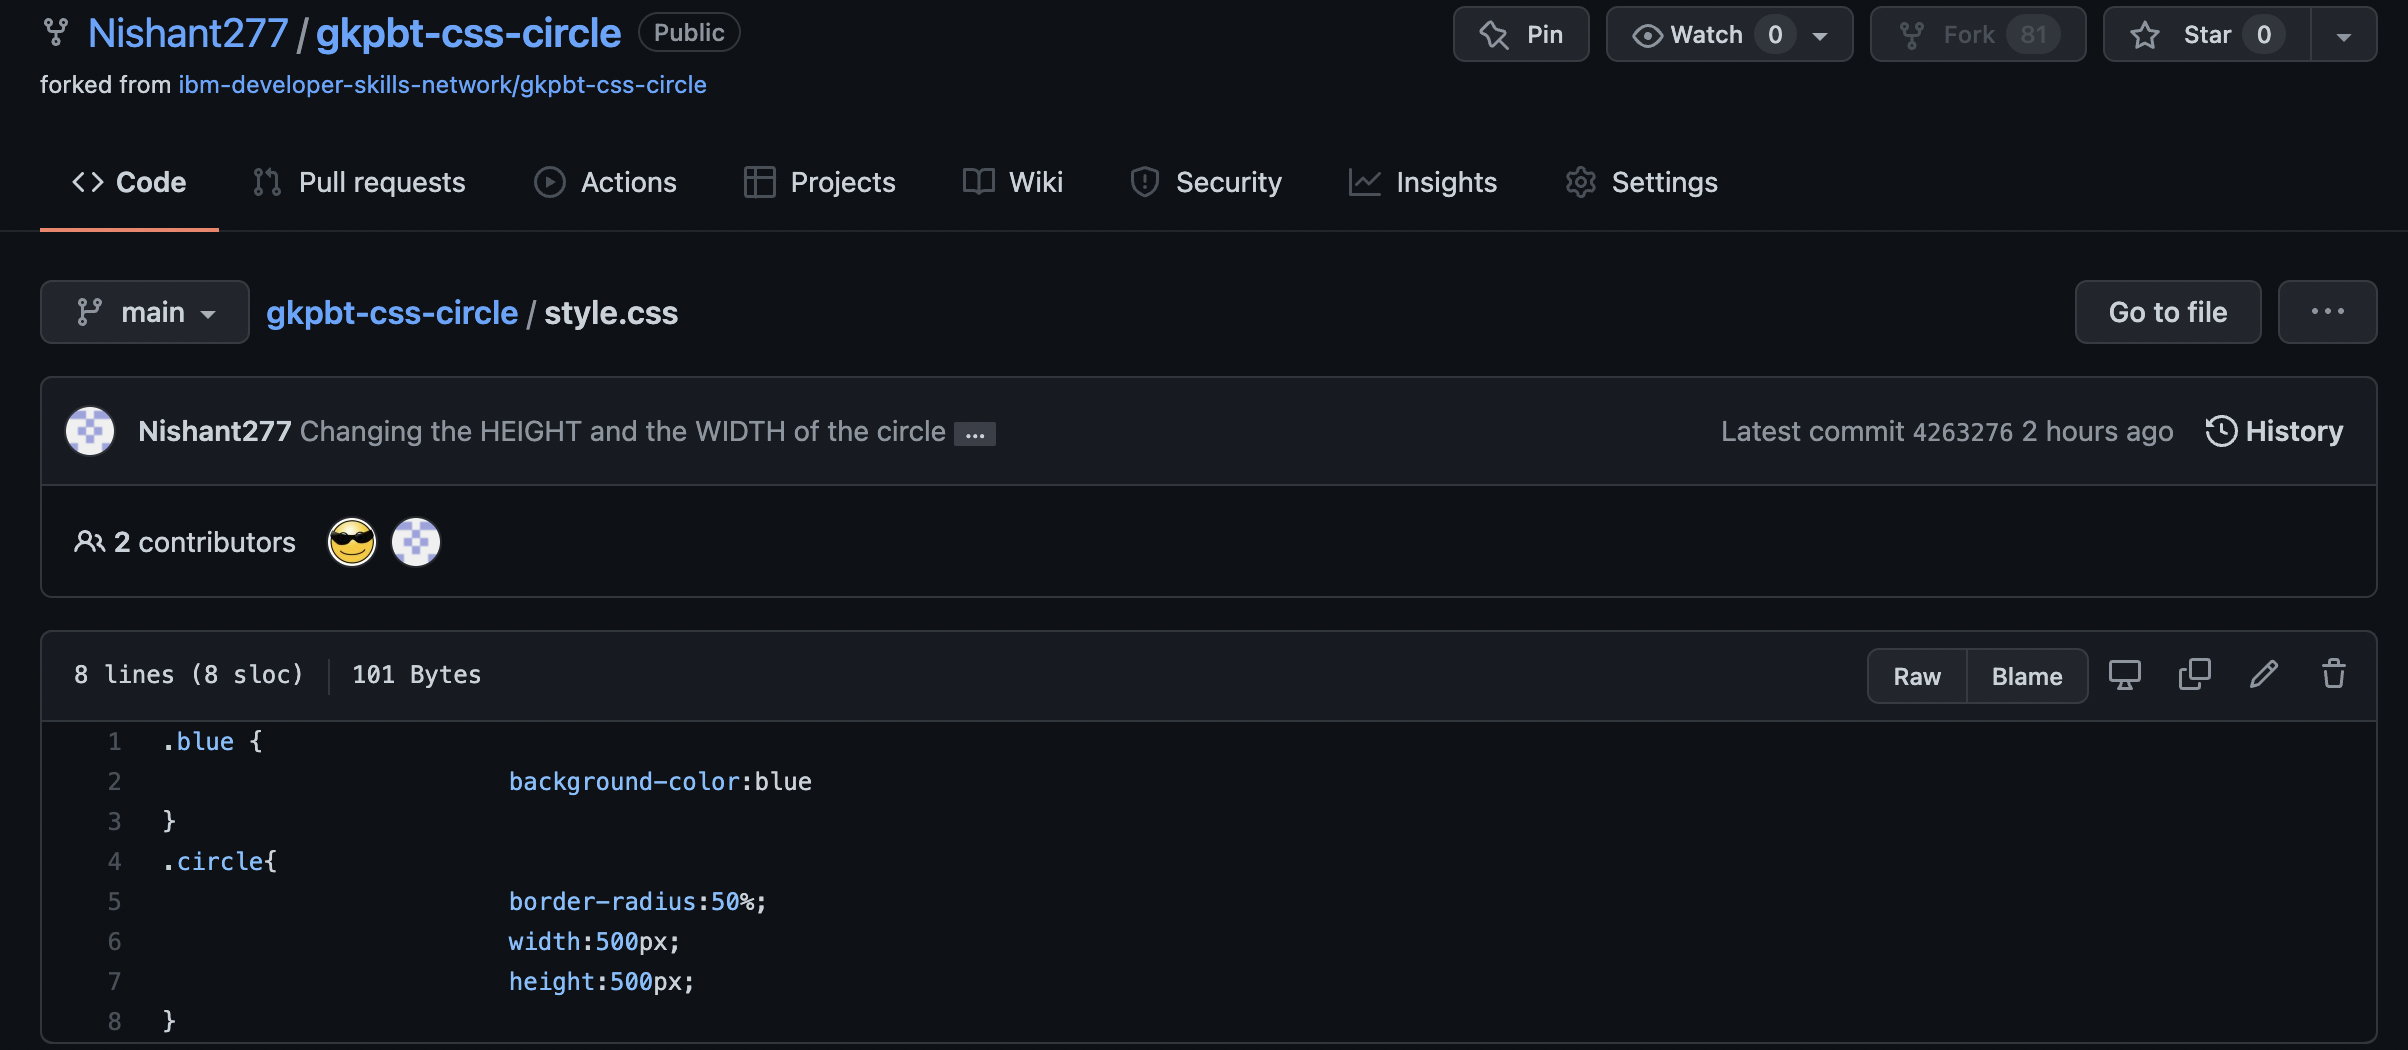 Nishant277 / gkpbt-css-circle Public Pin Watch 0 Fork 81 Star 0
forked from ibm-developer-skills-network/gkpbt-css-circle
Code Pull requests Actions Projects Wiki Security Insights Settings
main gkpbt-css-circle / style.css Go to file ...
Nishant277 Changing the HEIGHT and the WIDTH of the circle ... Latest commit 4263276 2 hours ago History
2 contributors
8 lines (8 sloc) 101 Bytes Raw Blame
1 .blue {
2 background-color:blue
3 }
4 .circle{
5 border-radius:50%;
6 width:500px;
7 height:500px;
8 }